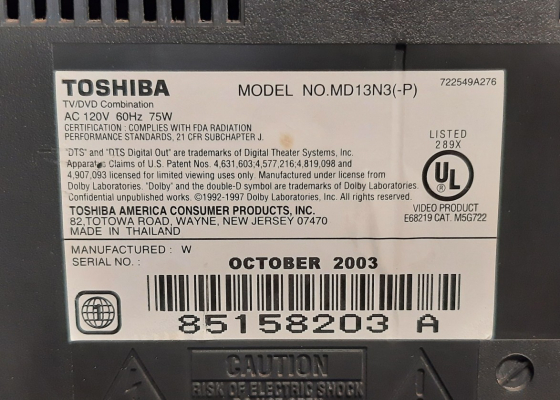 TOSHIBA MODEL NO.MD13N3(-P) 722549A276
TV/DVD Combination
AC 120V 60Hz 75W
CERTIFICATION : COMPLIES WITH FDA RADIATION
PERFORMANCE STANDARDS, 21 CFR SUBCHAPTER J.
LISTED
289X
"DTS" and "DTS Digital Out" are trademarks of Digital Theater Systems, Inc.
Apparatus Claims of U.S. Patent Nos. 4,631,603;4,577,216;4,819,098 and
4,907,093 licensed for limited viewing uses only. Manufactured under license from
Dolby Laboratories. "Dolby" and the double-D symbol are trademarks of Dolby Laboratories.
Confidential unpublished works. ©1992-1997 Dolby Laboratories. All rights reserved.
UL
®
VIDEO PRODUCT
E68219 CAT. M5G722
TOSHIBA AMERICA CONSUMER PRODUCTS, INC.
82,TOTOWA ROAD, WAYNE, NEW JERSEY 07470
MADE IN THAILAND
MANUFACTURED : W
SERIAL NO. : OCTOBER 2003
1
85158203 A
CAUTION
RISK OF ELECTRIC SHOCK
DO NOT OPEN